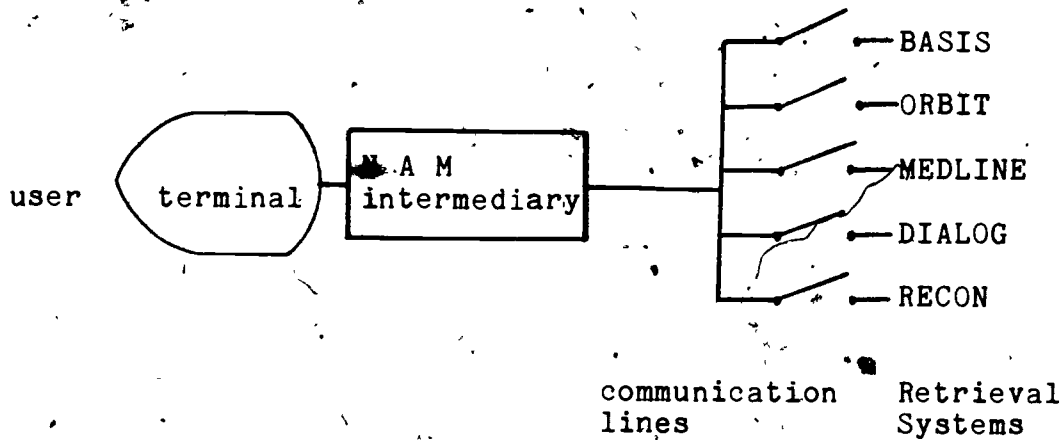 BASIS
ORBIT
MEDLINE
DIALOG
RECON
user
terminal
N A M
intermediary
communication
lines
Retrieval
Systems